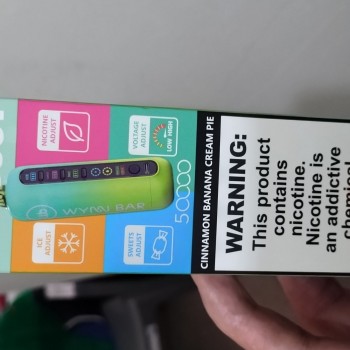 NICOTINE
ADJUST
VOLTAGE
ADJUST
LOW HIGH
WYNN BAR
50000
ICE
ADJUST
SWEETS
ADJUST
CINNAMON BANANA CREAM PIE
WARNING:
This product
contains
nicotine.
Nicotine is
an addictive
chemical